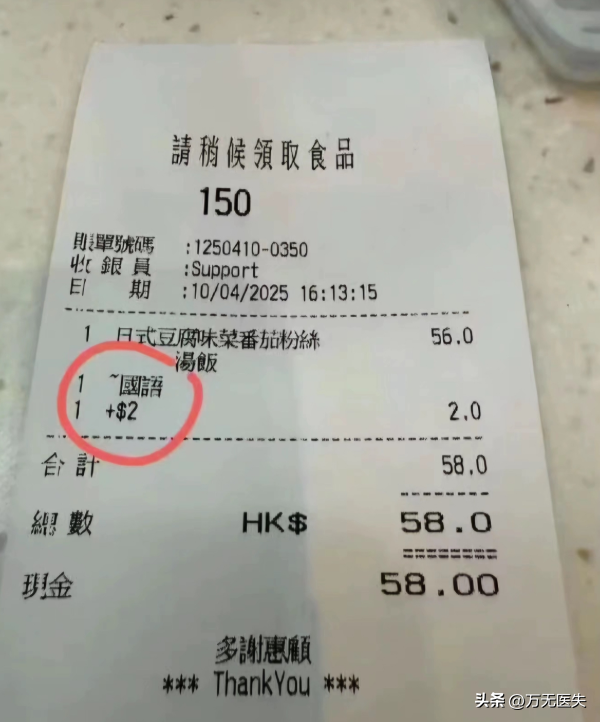 請稍候領取食品
150
賬單號碼 :1250410-0350
收銀員 :Support
日期 :10/04/2025 16:13:15
1 日式豆腐味菜番茄粉絲 56.0
湯飯
1 ~國語
1 +$2 2.0
合計 58.0
總數 HK$ 58.0
現金 58.00
多謝惠顧
*** ThankYou ***
头条 @万无医失